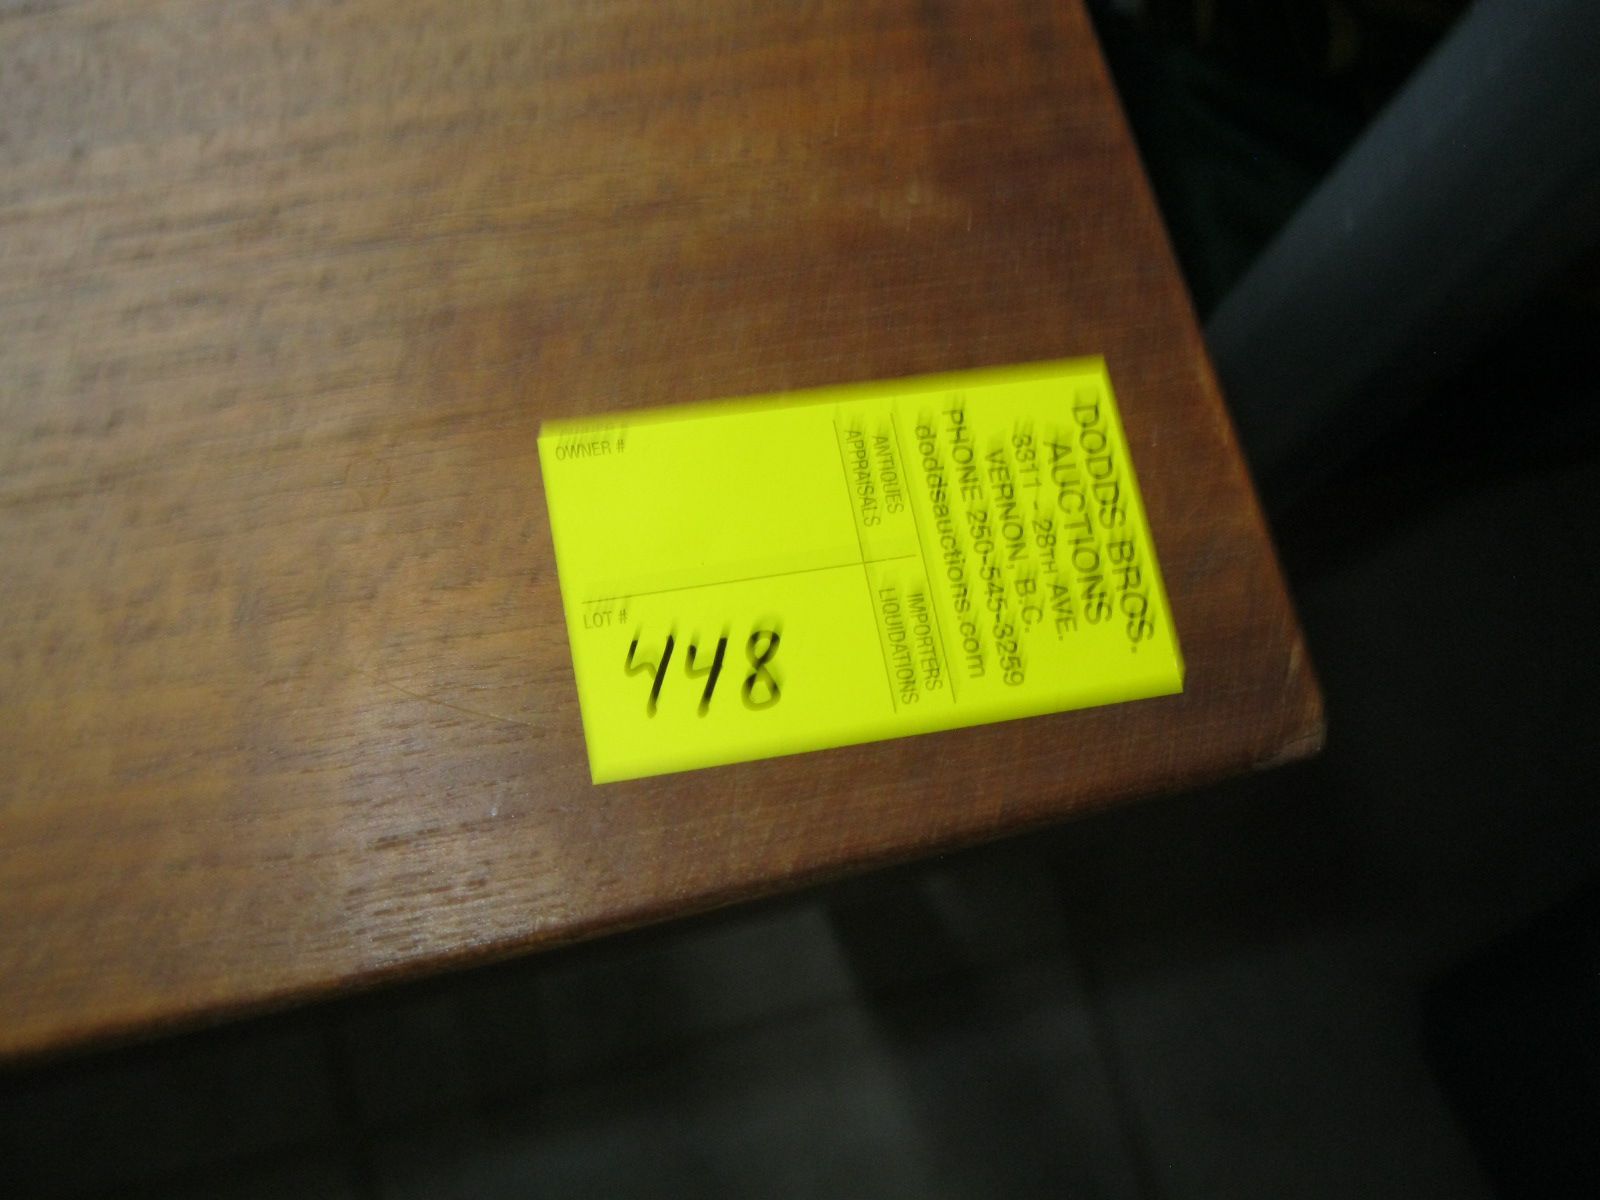 DODDS BROS.
AUCTIONS
3311 - 28TH AVE.
VERNON, B.C.
PHONE 250-545-3259
doddsauctions.com
ANTIQUES
APPRAISALS
IMPORTERS
LIQUIDATIONS
OWNER #
LOT #
448